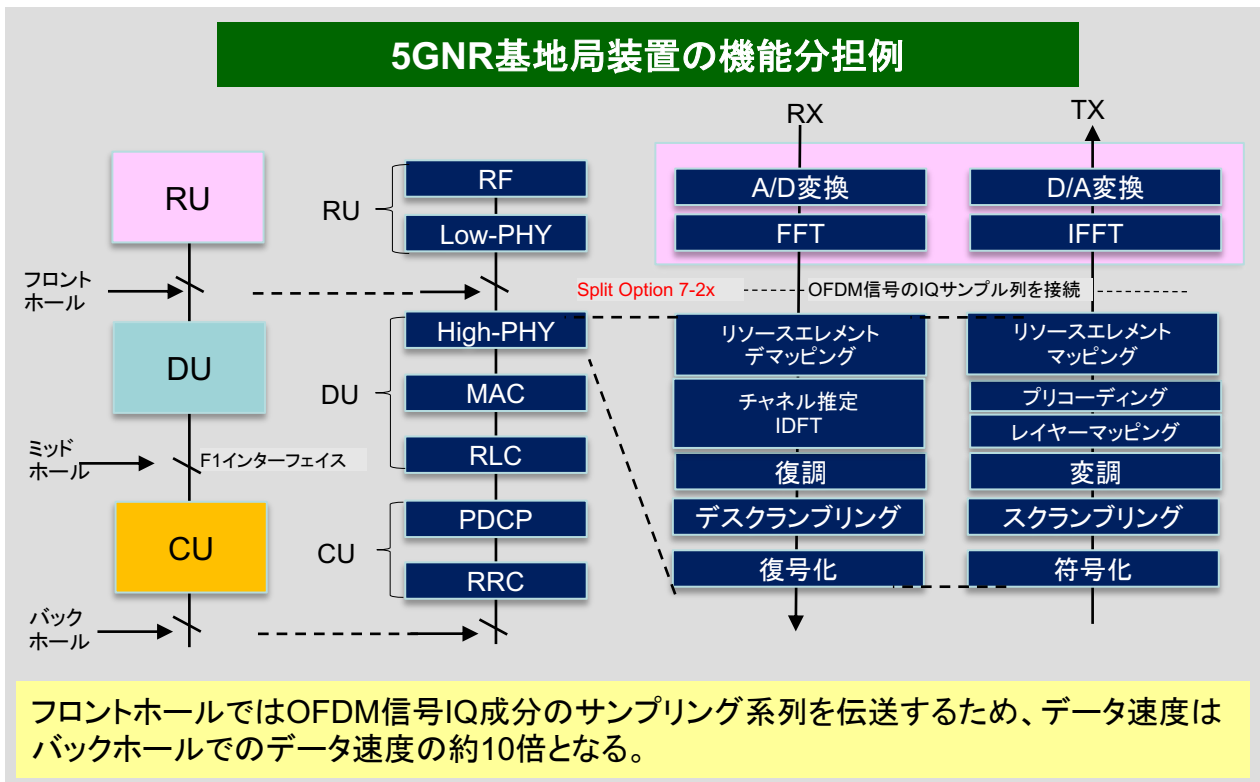 5GNR基地局装置の機能分担例
RU
フロント
ホール
DU
ミッド
ホール
F1インターフェイス
CU
バック
ホール
RU
RF
Low-PHY
DU
High-PHY
MAC
RLC
CU
PDCP
RRC
RX
TX
A/D変換
D/A変換
FFT
IFFT
Split Option 7-2x
OFDM信号のIQサンプル列を接続
リソースエレメント
デマッピング
チャネル推定
IDFT
復調
デスクランブリング
復号化
リソースエレメント
マッピング
プリコーディング
レイヤーマッピング
変調
スクランブリング
符号化
フロントホールではOFDM信号IQ成分のサンプリング系列を伝送するため、データ速度は
バックホールでのデータ速度の約10倍となる。